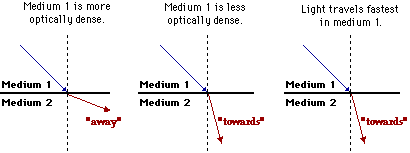 Medium 1 is more
optically dense.
Medium 1
Medium 2
"away"
Medium 1 is less
optically dense.
Medium 1
Medium 2
"towards"
Light travels fastest
in medium 1.
Medium 1
Medium 2
"towards"